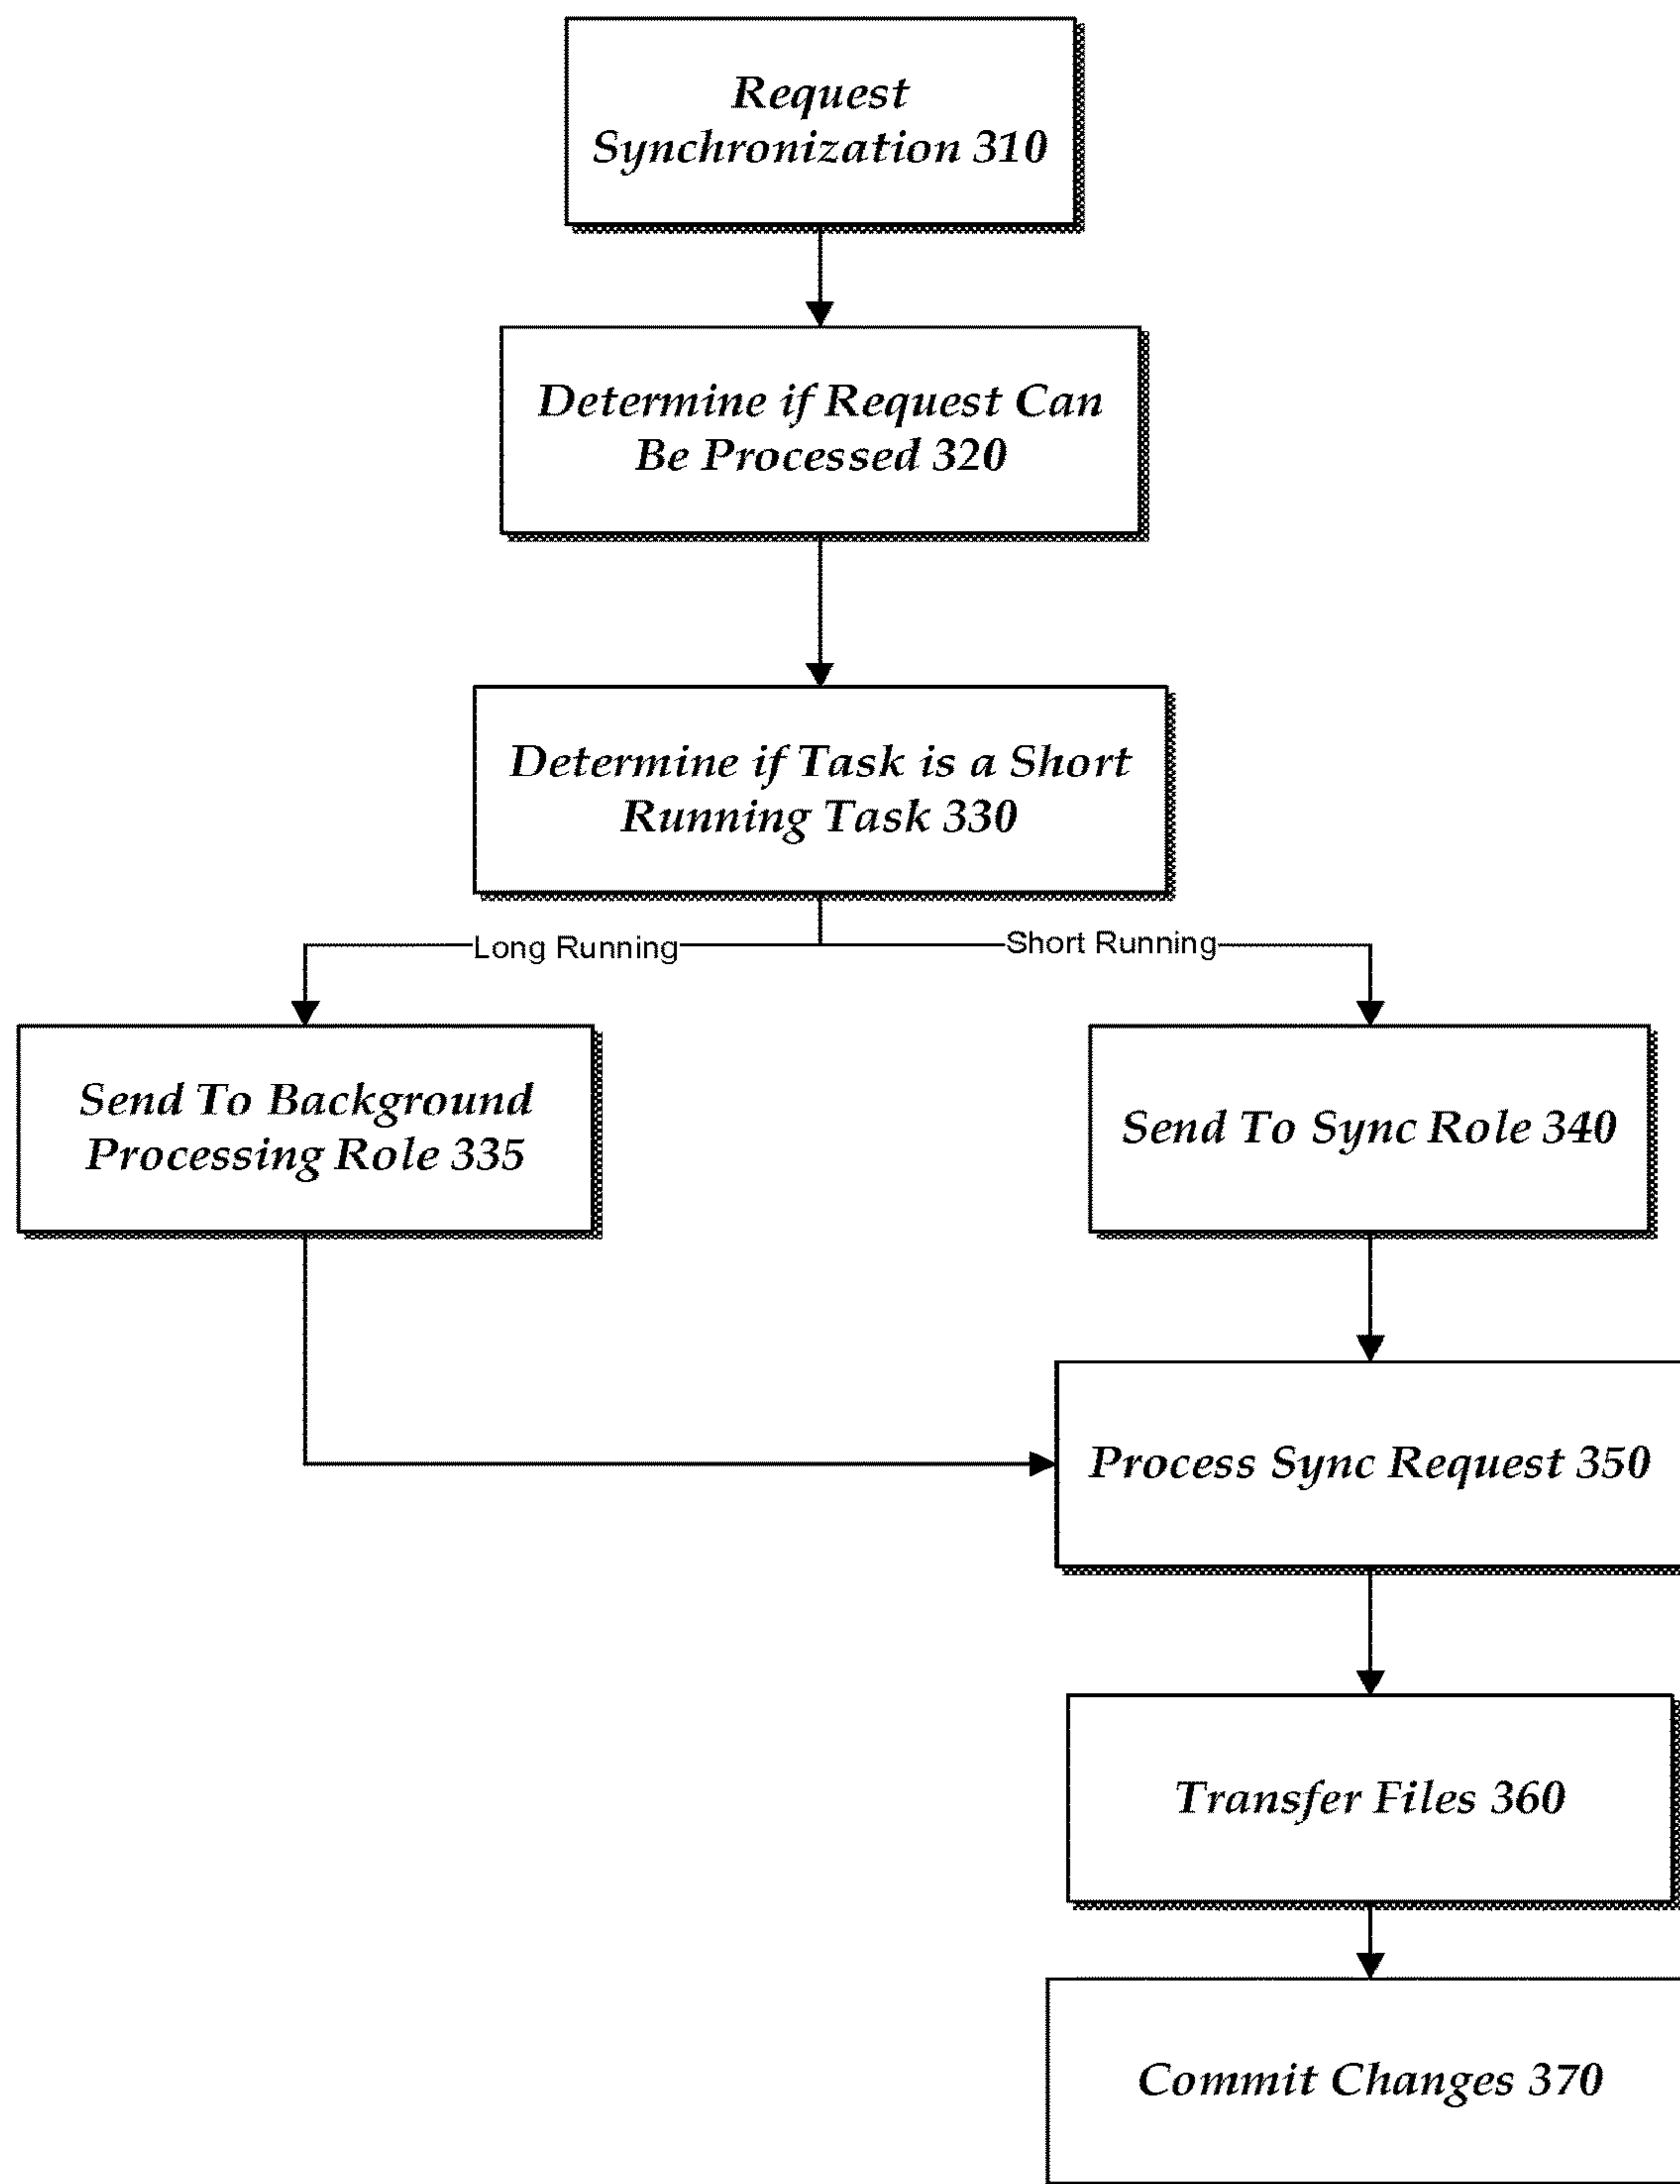 Request
Synchronization 310
Determine if Request Can
Be Processed 320
Determine if Task is a Short
Running Task 330
Long Running
Short Running
Send To Background
Processing Role 335
Send To Sync Role 340
Process Sync Request 350
Transfer Files 360
Commit Changes 370